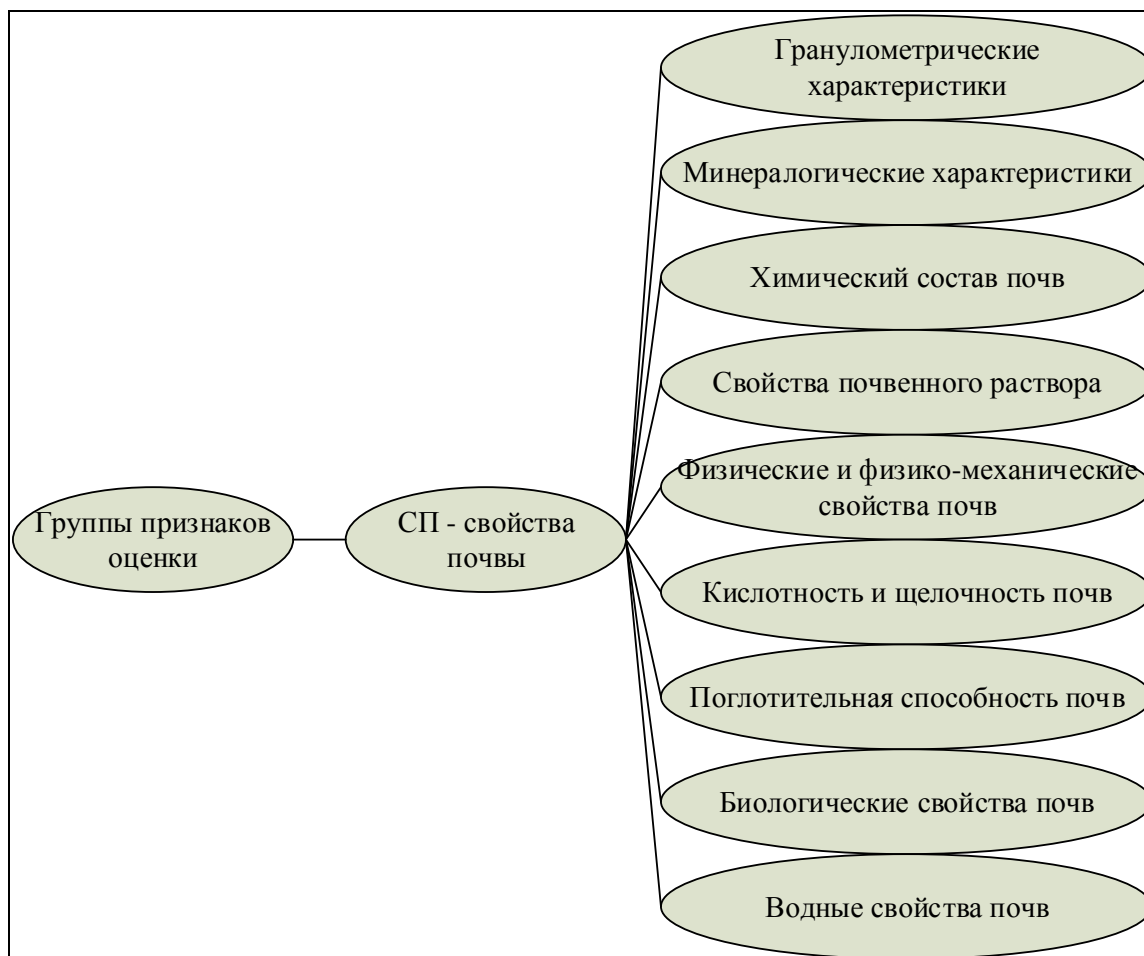 Гранулометрические
характеристики
Минералогические характеристики
Химический состав почв
Свойства почвенного раствора
Физические и физико-механические
свойства почв
Группы признаков
оценки
СП - свойства
почвы
Кислотность и щелочность почв
Поглотительная способность почв
Биологические свойства почв
Водные свойства почв